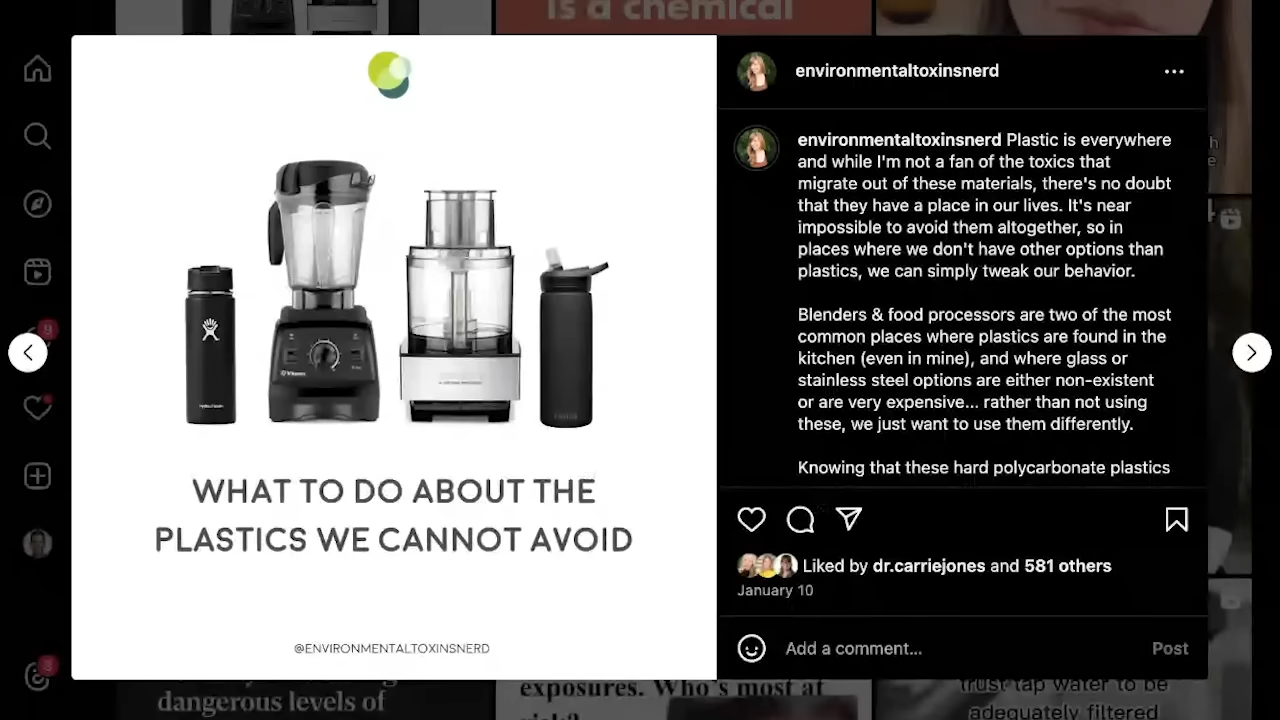 is a chemical
environmentaltoxinsnerd
WHAT TO DO ABOUT THE
PLASTICS WE CANNOT AVOID
@ENVIRONMENTALTOXINSNERD
environmentaltoxinsnerd Plastic is everywhere
and while I'm not a fan of the toxics that
migrate out of these materials, there's no doubt
that they have a place in our lives. It's near
impossible to avoid them altogether, so in
places where we don't have other options than
plastics, we can simply tweak our behavior.
Blenders & food processors are two of the most
common places where plastics are found in the
kitchen (even in mine), and where glass or
stainless steel options are either non-existent
or are very expensive... rather than not using
these, we just want to use them differently.
Knowing that these hard polycarbonate plastics
Liked by dr.carriejones and 581 others
January 10
Add a comment...
Post
9
3
dangerous levels of
exposures. Who's most at
risk?
trust tap water to be
adequately filtered